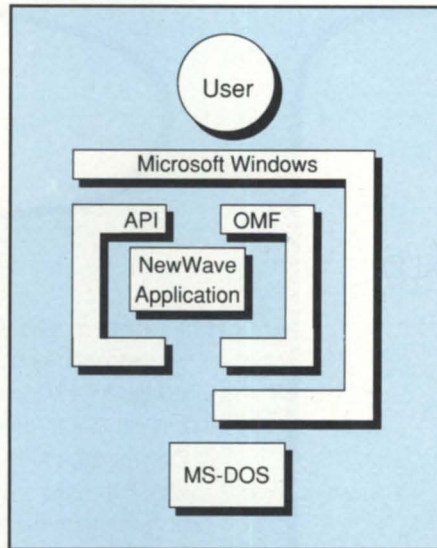 User
Microsoft Windows
API
OMF
NewWave
Application
MS-DOS